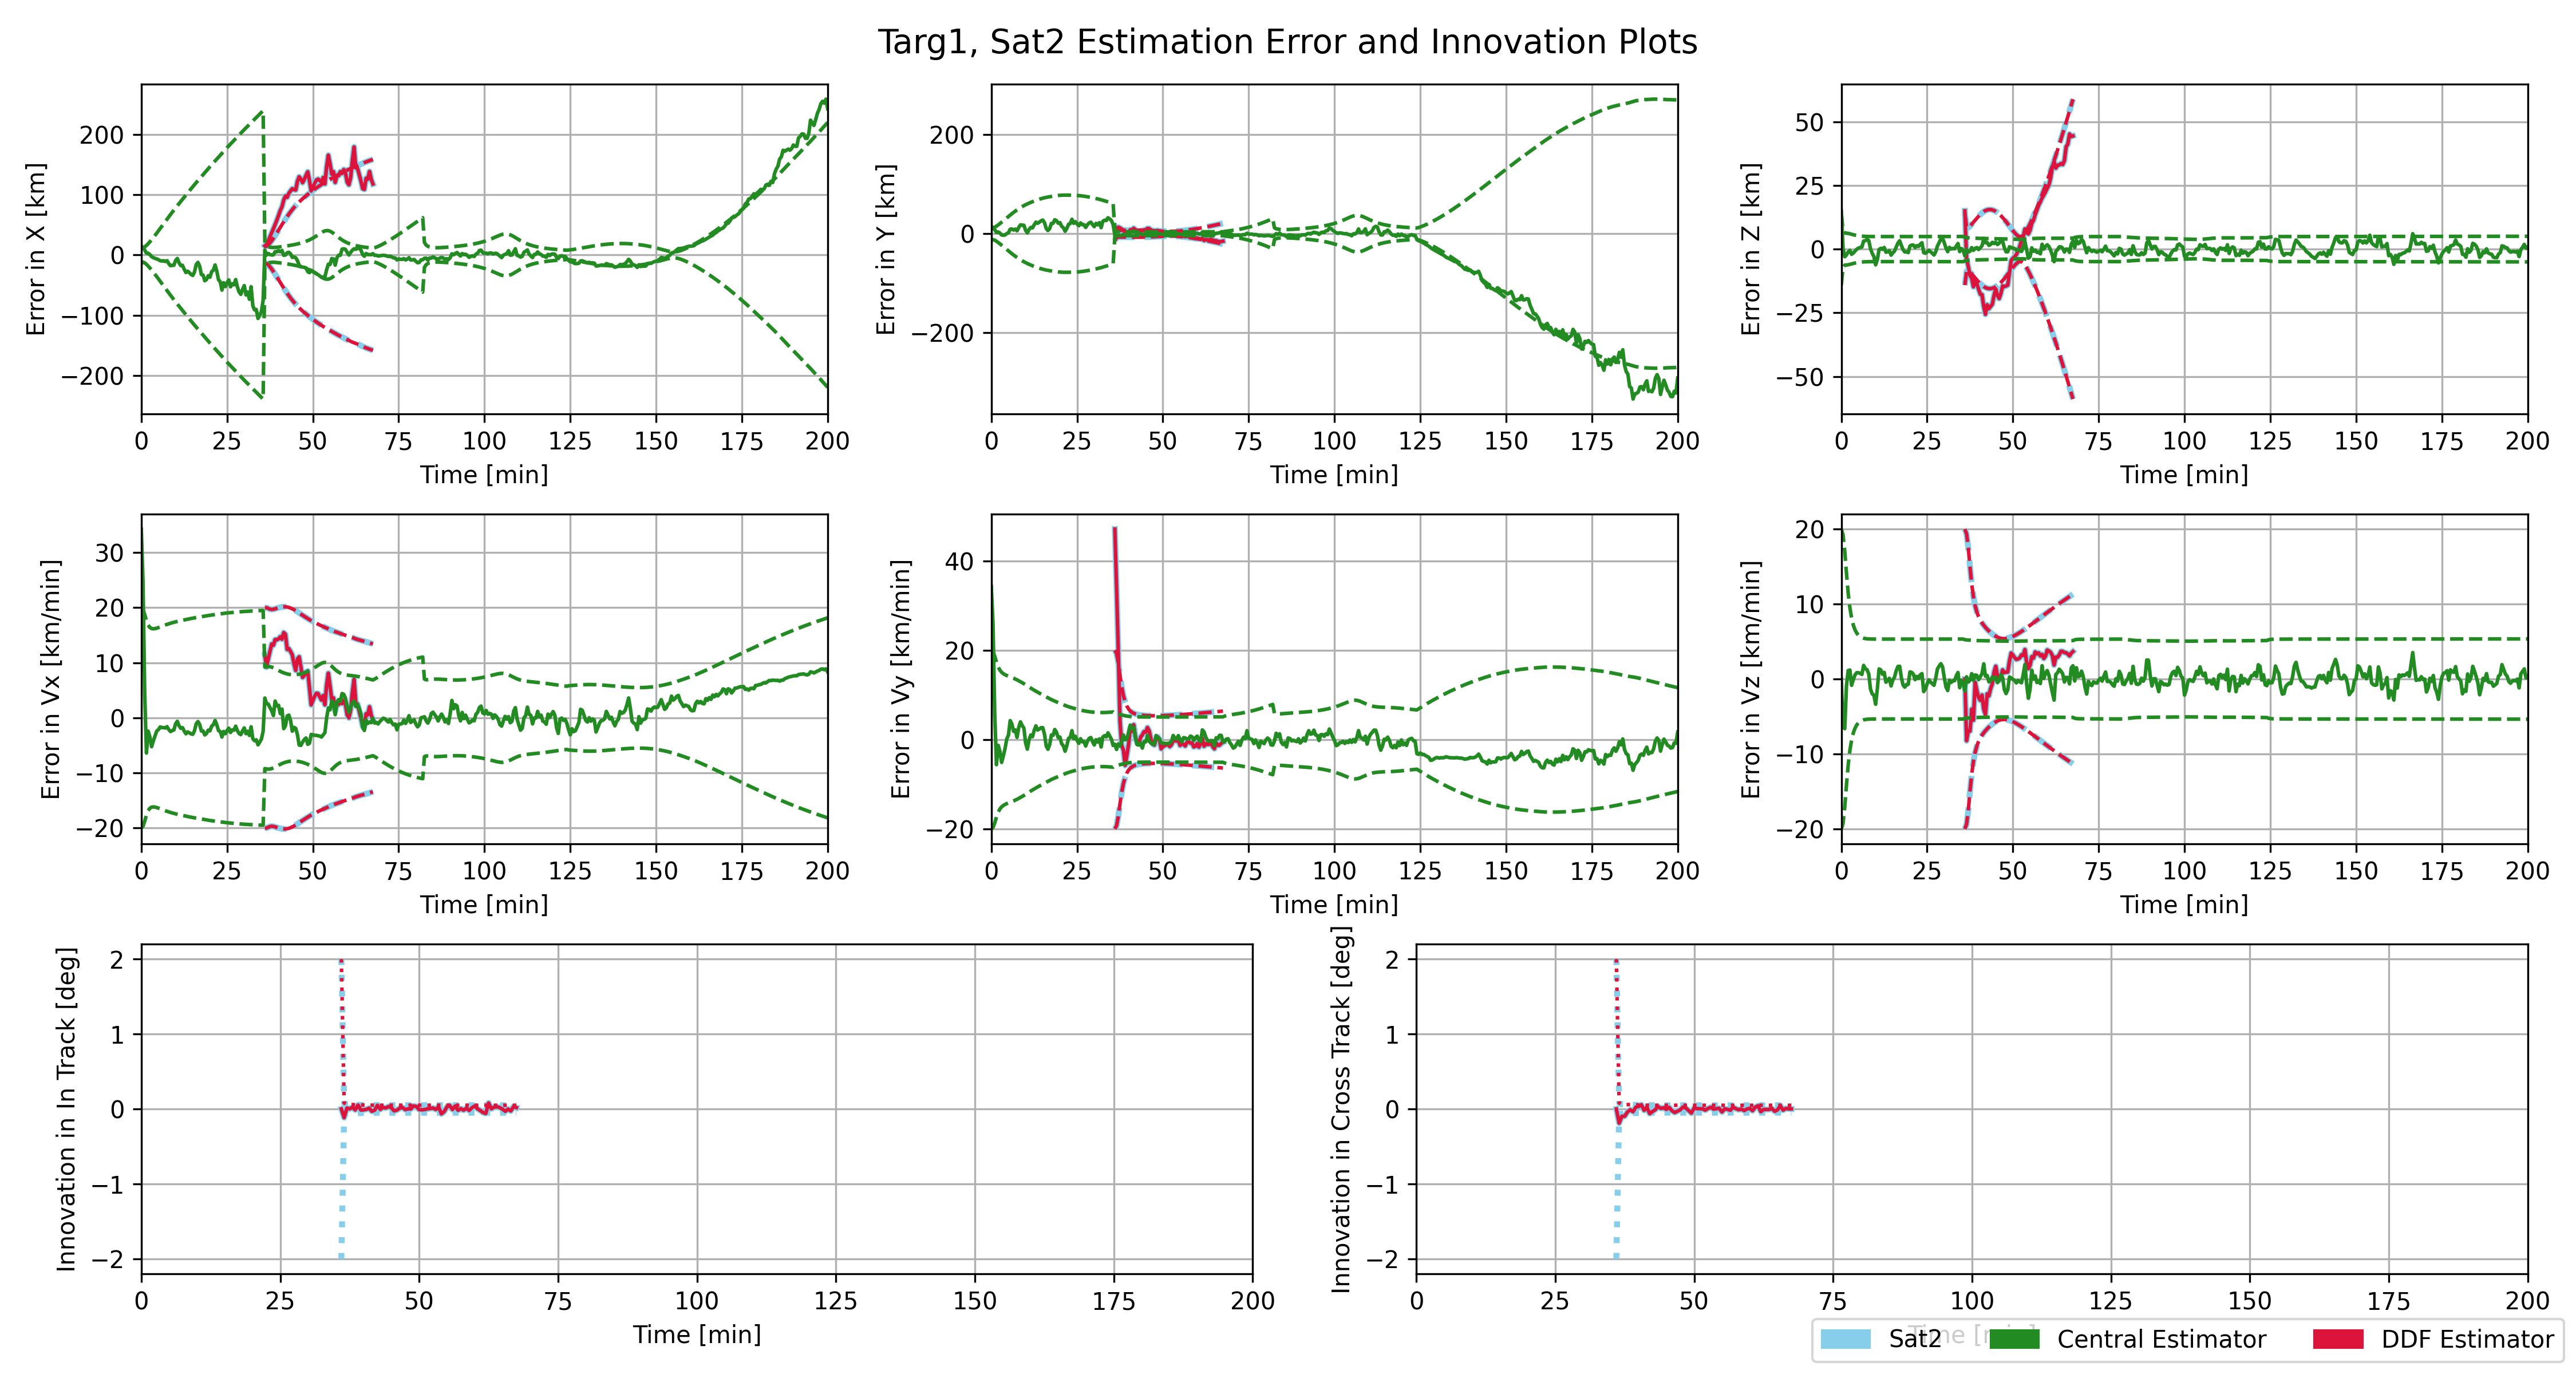 Targ1, Sat2 Estimation Error and Innovation Plots
Error in X [km]
200
100
0
−100
−200
0 25 50 75 100 125 150 175 200
Time [min]
Error in Y [km]
200
0
−200
0 25 50 75 100 125 150 175 200
Time [min]
Error in Z [km]
50
25
0
−25
−50
0 25 50 75 100 125 150 175 200
Time [min]
Error in Vx [km/min]
30
20
10
0
−10
−20
0 25 50 75 100 125 150 175 200
Time [min]
Error in Vy [km/min]
40
20
0
−20
0 25 50 75 100 125 150 175 200
Time [min]
Error in Vz [km/min]
20
10
0
−10
−20
0 25 50 75 100 125 150 175 200
Time [min]
Innovation in In Track [deg]
2
1
0
−1
−2
0 25 50 75 100 125 150 175 200
Time [min]
Innovation in Cross Track [deg]
2
1
0
−1
−2
0 25 50 75 100 125 150 175 200
Time [min]
Sat2 Central Estimator DDF Estimator